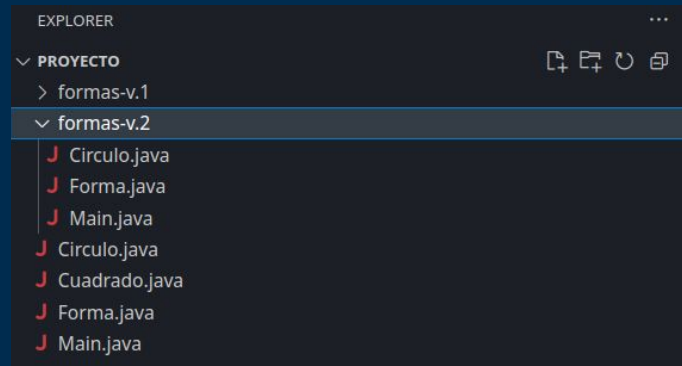 EXPLORER
PROYECTO
formas-v.1
formas-v.2
Circulo.java
Forma.java
Main.java
Circulo.java
Cuadrado.java
Forma.java
Main.java